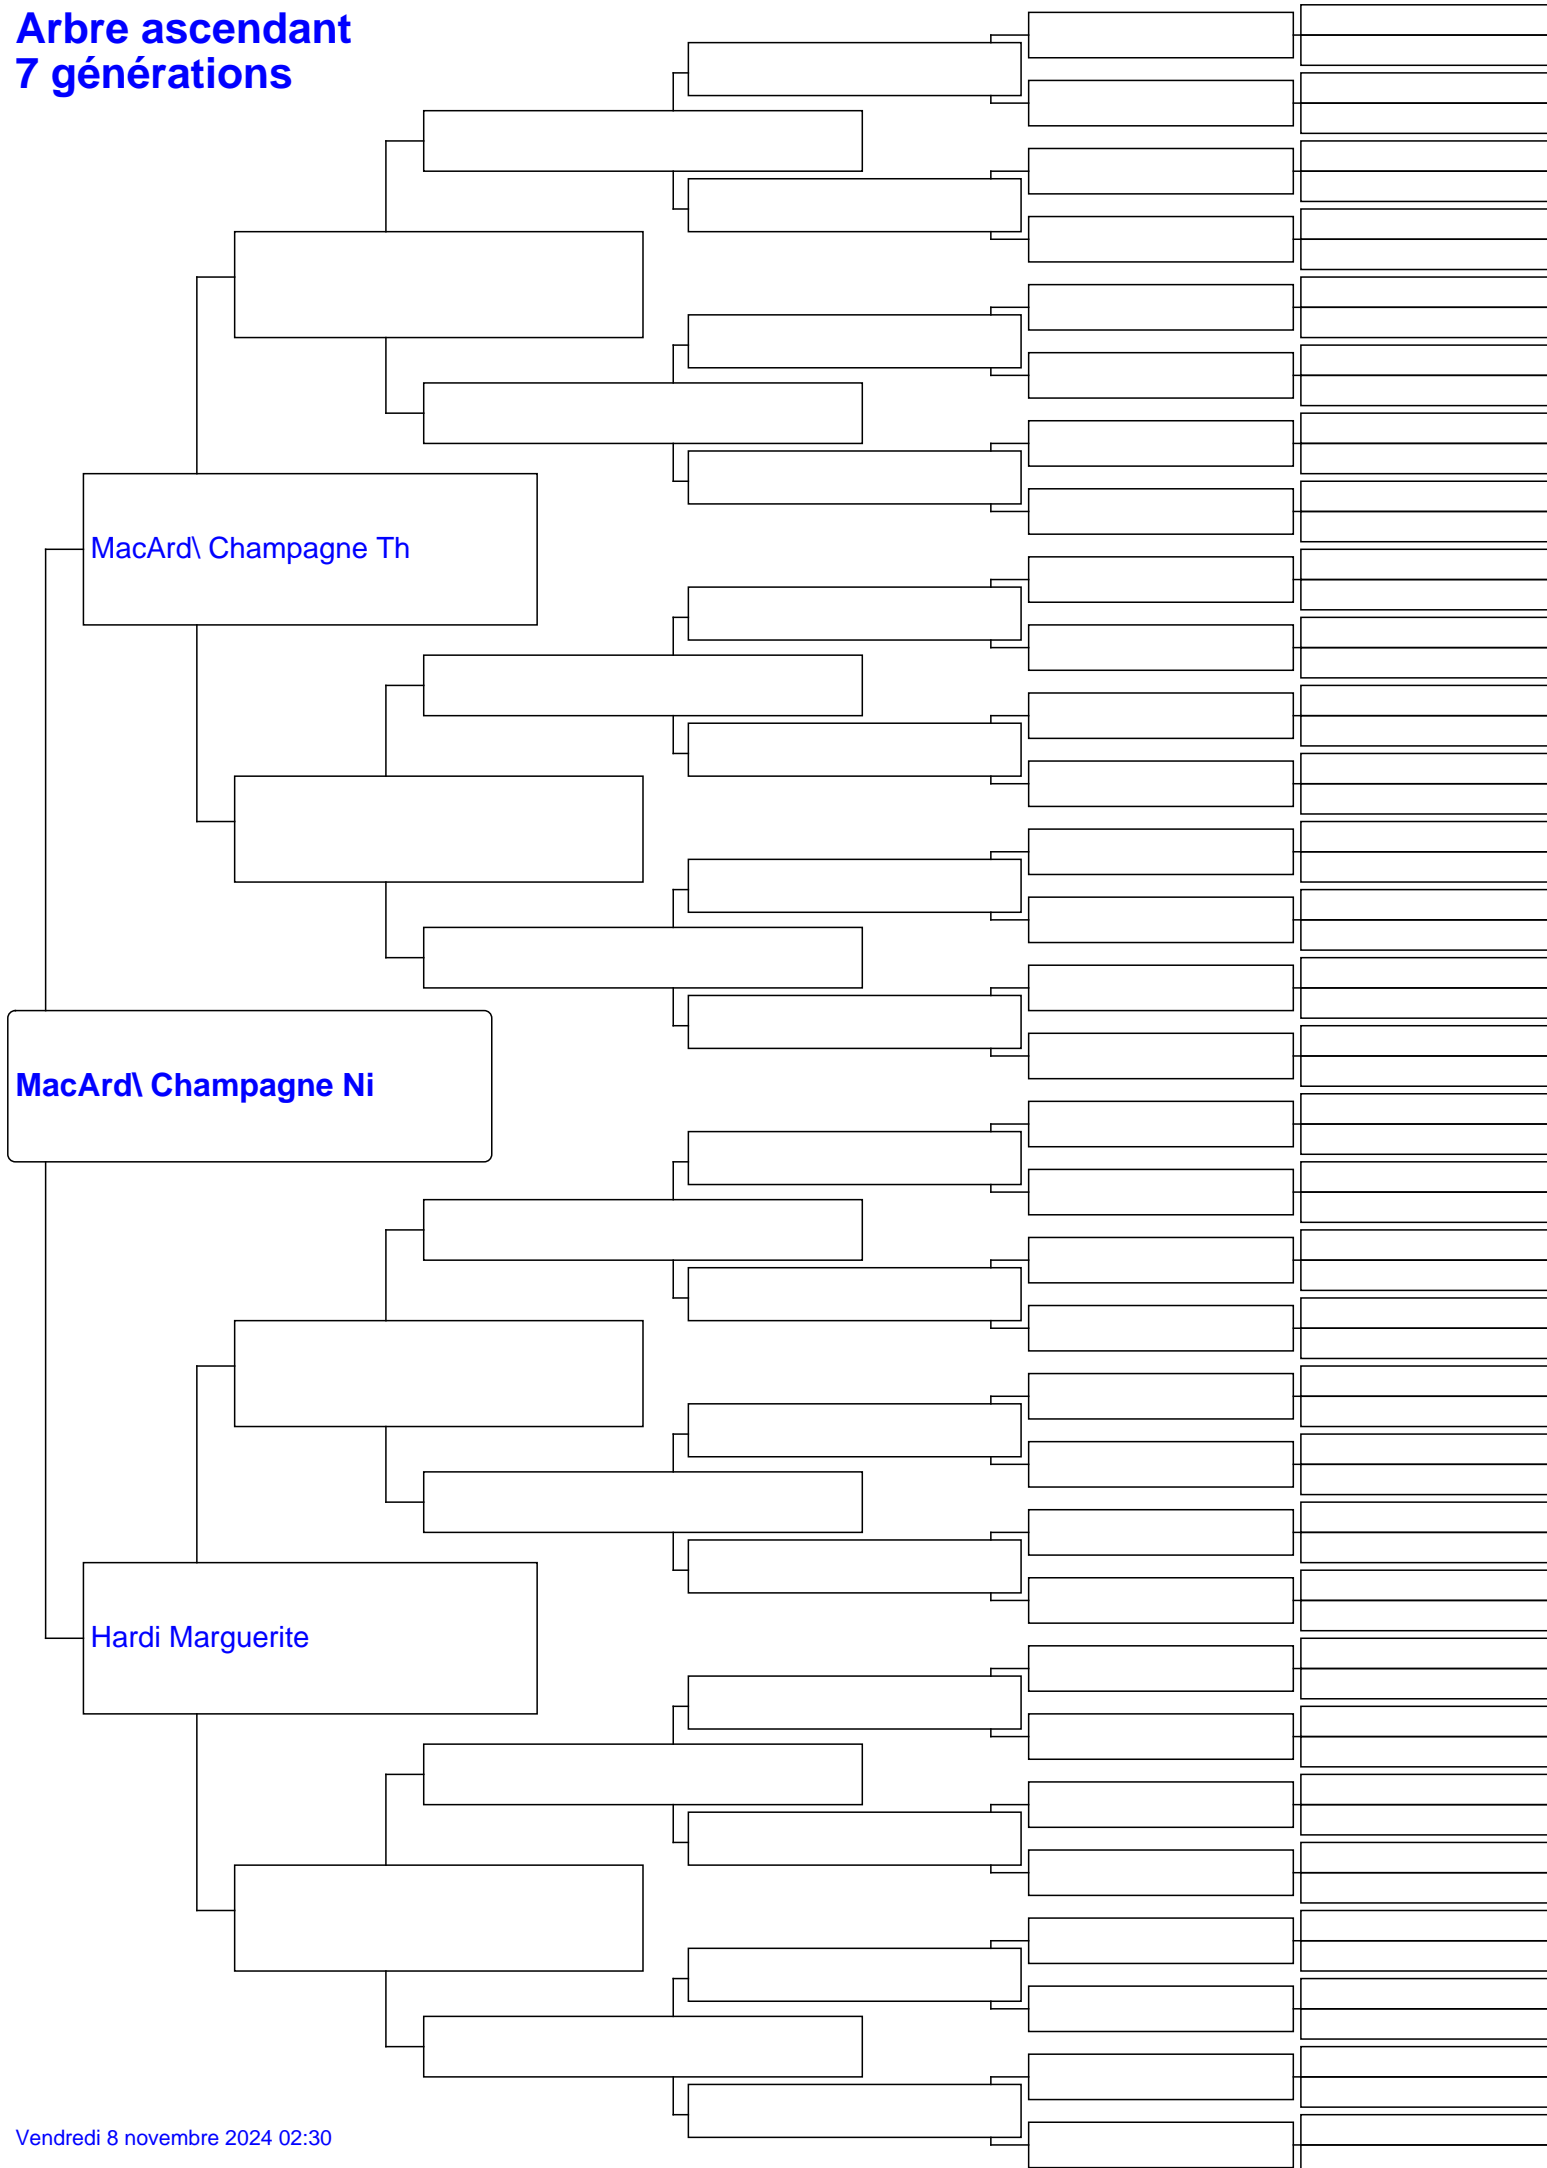 Arbre ascendant
7 générations
MacArd\ Champagne Th
MacArd\ Champagne Ni
Hardi Marguerite
Vendredi 8 novembre 2024 02:30